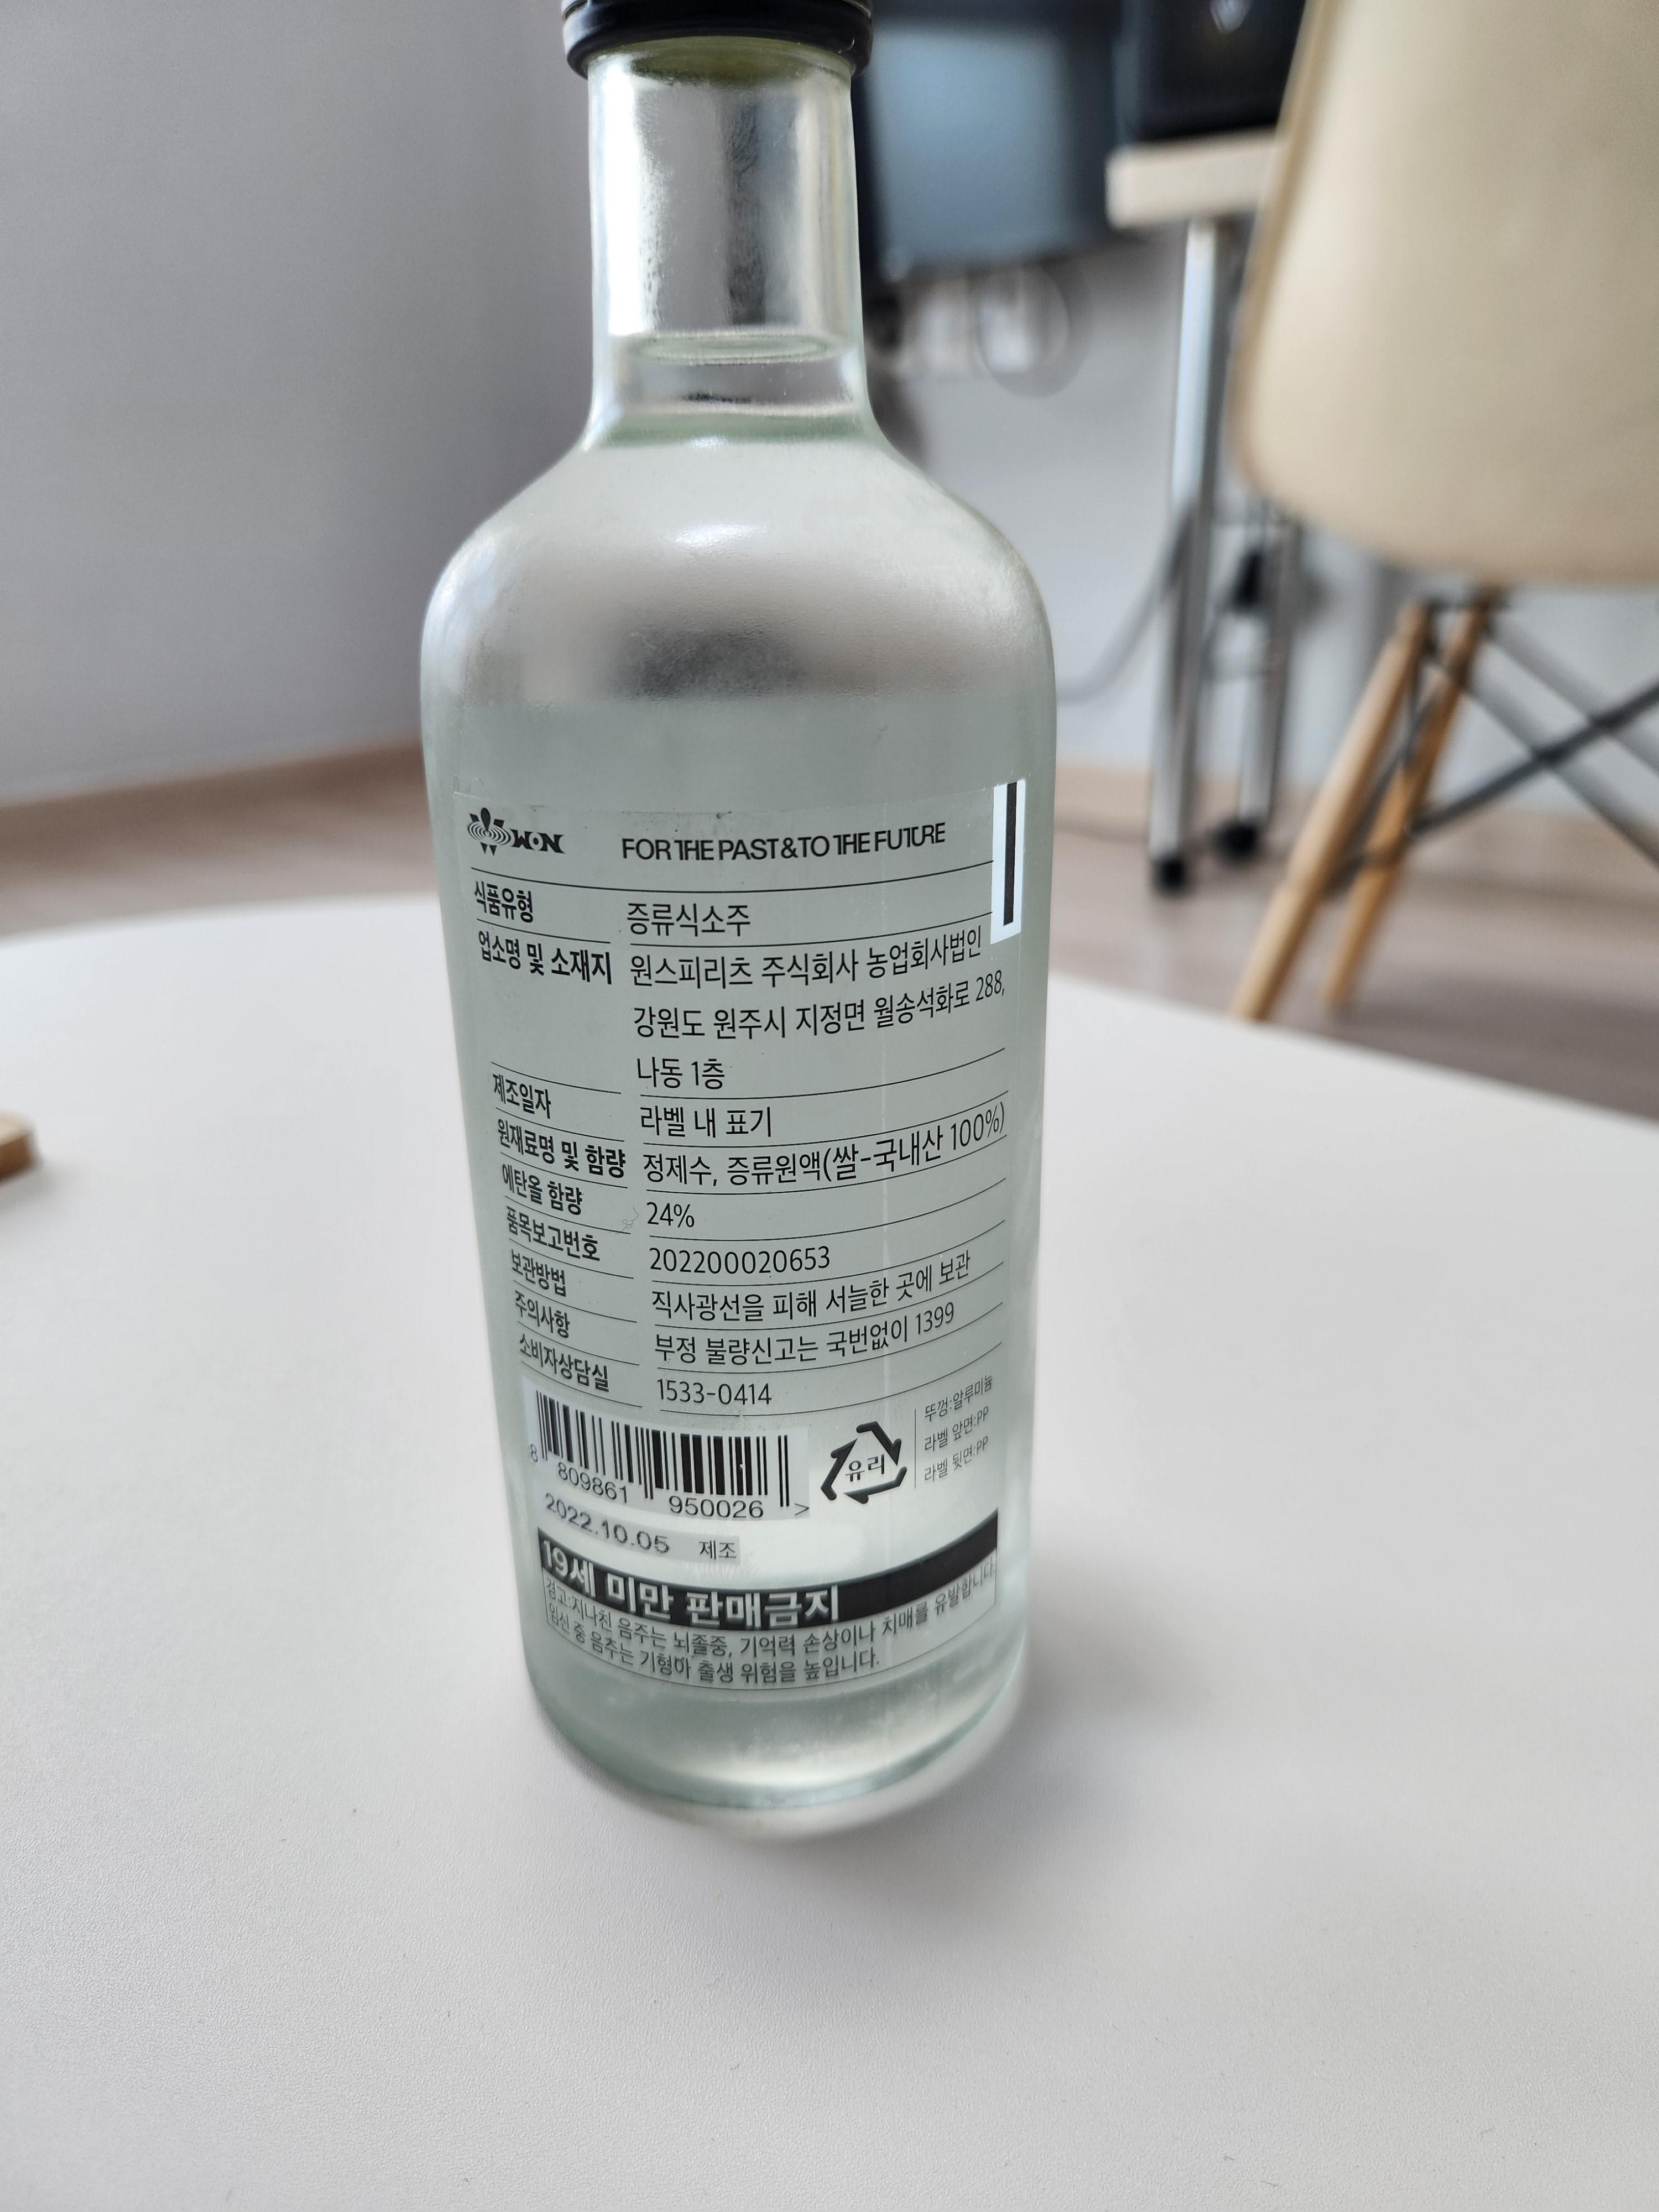 WON FOR THE PAST & TO THE FUTURE
식품유형 증류식소주
업소명 및 소재지 원스피리츠 주식회사 농업회사법인
강원도 원주시 지정면 월송석화로 288,
나동 1층
제조일자 라벨 내 표기
원재료명 및 함량 정제수, 증류원액(쌀-국내산 100%)
에탄올 함량 24%
품목보고번호 202200020653
보관방법 직사광선을 피해 서늘한 곳에 보관
주의사항 부정 불량신고는 국번없이 1399
소비자상담실 1533-0414
뚜껑:알루미늄
라벨 앞면:PP
라벨 뒷면:PP
유리
8 809861 950026 >
2022.10.05 제조
19세 미만 판매금지
경고:지나친 음주는 뇌졸중, 기억력 손상이나 치매를 유발합니다.
임신 중 음주는 기형아 출생 위험을 높입니다.